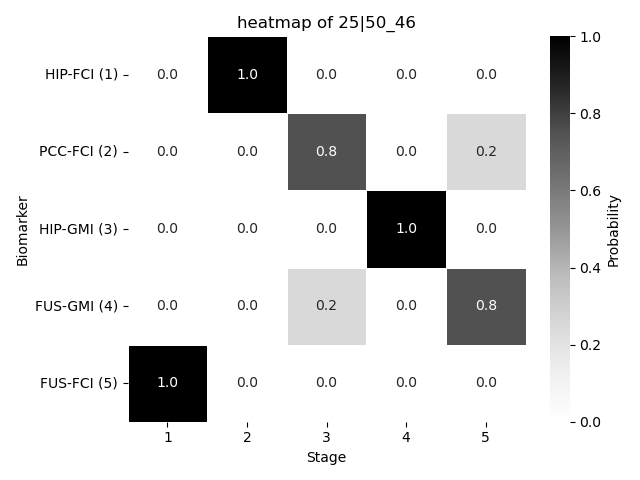 heatmap of 25|50_46
HIP-FCI (1) 0.0 1.0 0.0 0.0 0.0
PCC-FCI (2) 0.0 0.0 0.8 0.0 0.2
HIP-GMI (3) 0.0 0.0 0.0 1.0 0.0
FUS-GMI (4) 0.0 0.0 0.2 0.0 0.8
FUS-FCI (5) 1.0 0.0 0.0 0.0 0.0
1 2 3 4 5
Stage
Biomarker
1.0
0.8
0.6
0.4
0.2
0.0
Probability